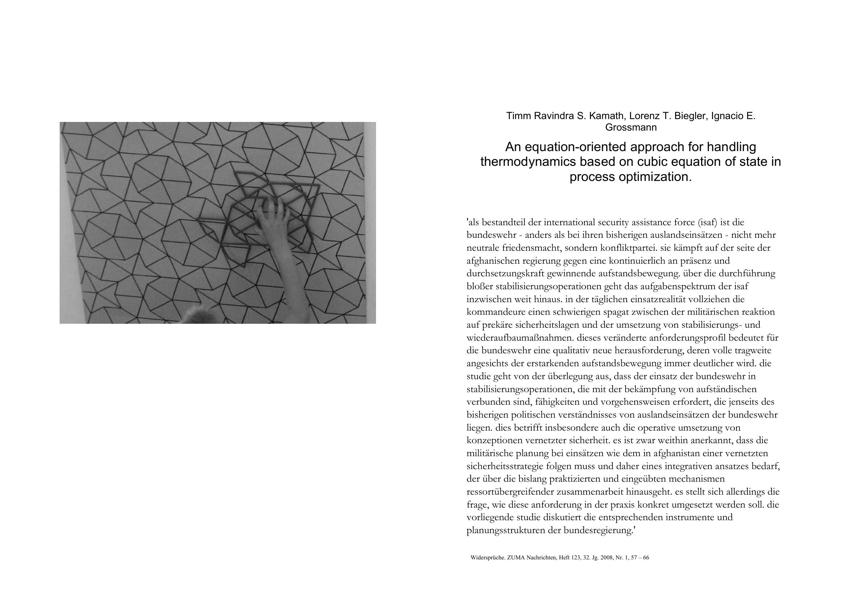 Timm Ravindra S. Kamath, Lorenz T. Biegler, Ignacio E.
Grossmann
An equation-oriented approach for handling
thermodynamics based on cubic equation of state in
process optimization.
'als bestandteil der international security assistance force (isaf) ist die
bundeswehr - anders als bei ihren bisherigen auslandseinsätzen - nicht mehr
neutrale friedensmacht, sondern konfliktpartei. sie kämpft auf der seite der
afghanischen regierung gegen eine kontinuierlich an präsenz und
durchsetzungskraft gewinnende aufstandsbewegung. über die durchführung
bloßer stabilisierungsoperationen geht das aufgabenspektrum der isaf
inzwischen weit hinaus. in der täglichen einsatzrealität vollziehen die
kommandeure einen schwierigen spagat zwischen der militärischen reaktion
auf prekäre sicherheitslagen und der umsetzung von stabilisierungs- und
wiederaufbaumaßnahmen. dieses veränderte anforderungsprofil bedeutet für
die bundeswehr eine qualitativ neue herausforderung, deren volle tragweite
angesichts der erstarkenden aufstandsbewegung immer deutlicher wird. die
studie geht von der überlegung aus, dass der einsatz der bundeswehr in
stabilisierungsoperationen, die mit der bekämpfung von aufständischen
verbunden sind, fähigkeiten und vorgehensweisen erfordert, die jenseits des
bisherigen politischen verständnisses von auslandseinsätzen der bundeswehr
liegen. dies betrifft insbesondere auch die operative umsetzung von
konzeptionen vernetzter sicherheit. es ist zwar weithin anerkannt, dass die
militärische planung bei einsätzen wie dem in afghanistan einer vernetzten
sicherheitsstrategie folgen muss und daher eines integrativen ansatzes bedarf,
der über die bislang praktizierten und eingeübten mechanismen
ressortübergreifender zusammenarbeit hinausgeht. es stellt sich allerdings die
frage, wie diese anforderung in der praxis konkret umgesetzt werden soll. die
vorliegende studie diskutiert die entsprechenden instrumente und
planungsstrukturen der bundesregierung.'
Widersprüche. ZUMA Nachrichten, Heft 123, 32. Jg. 2008, Nr. 1, 57 – 66